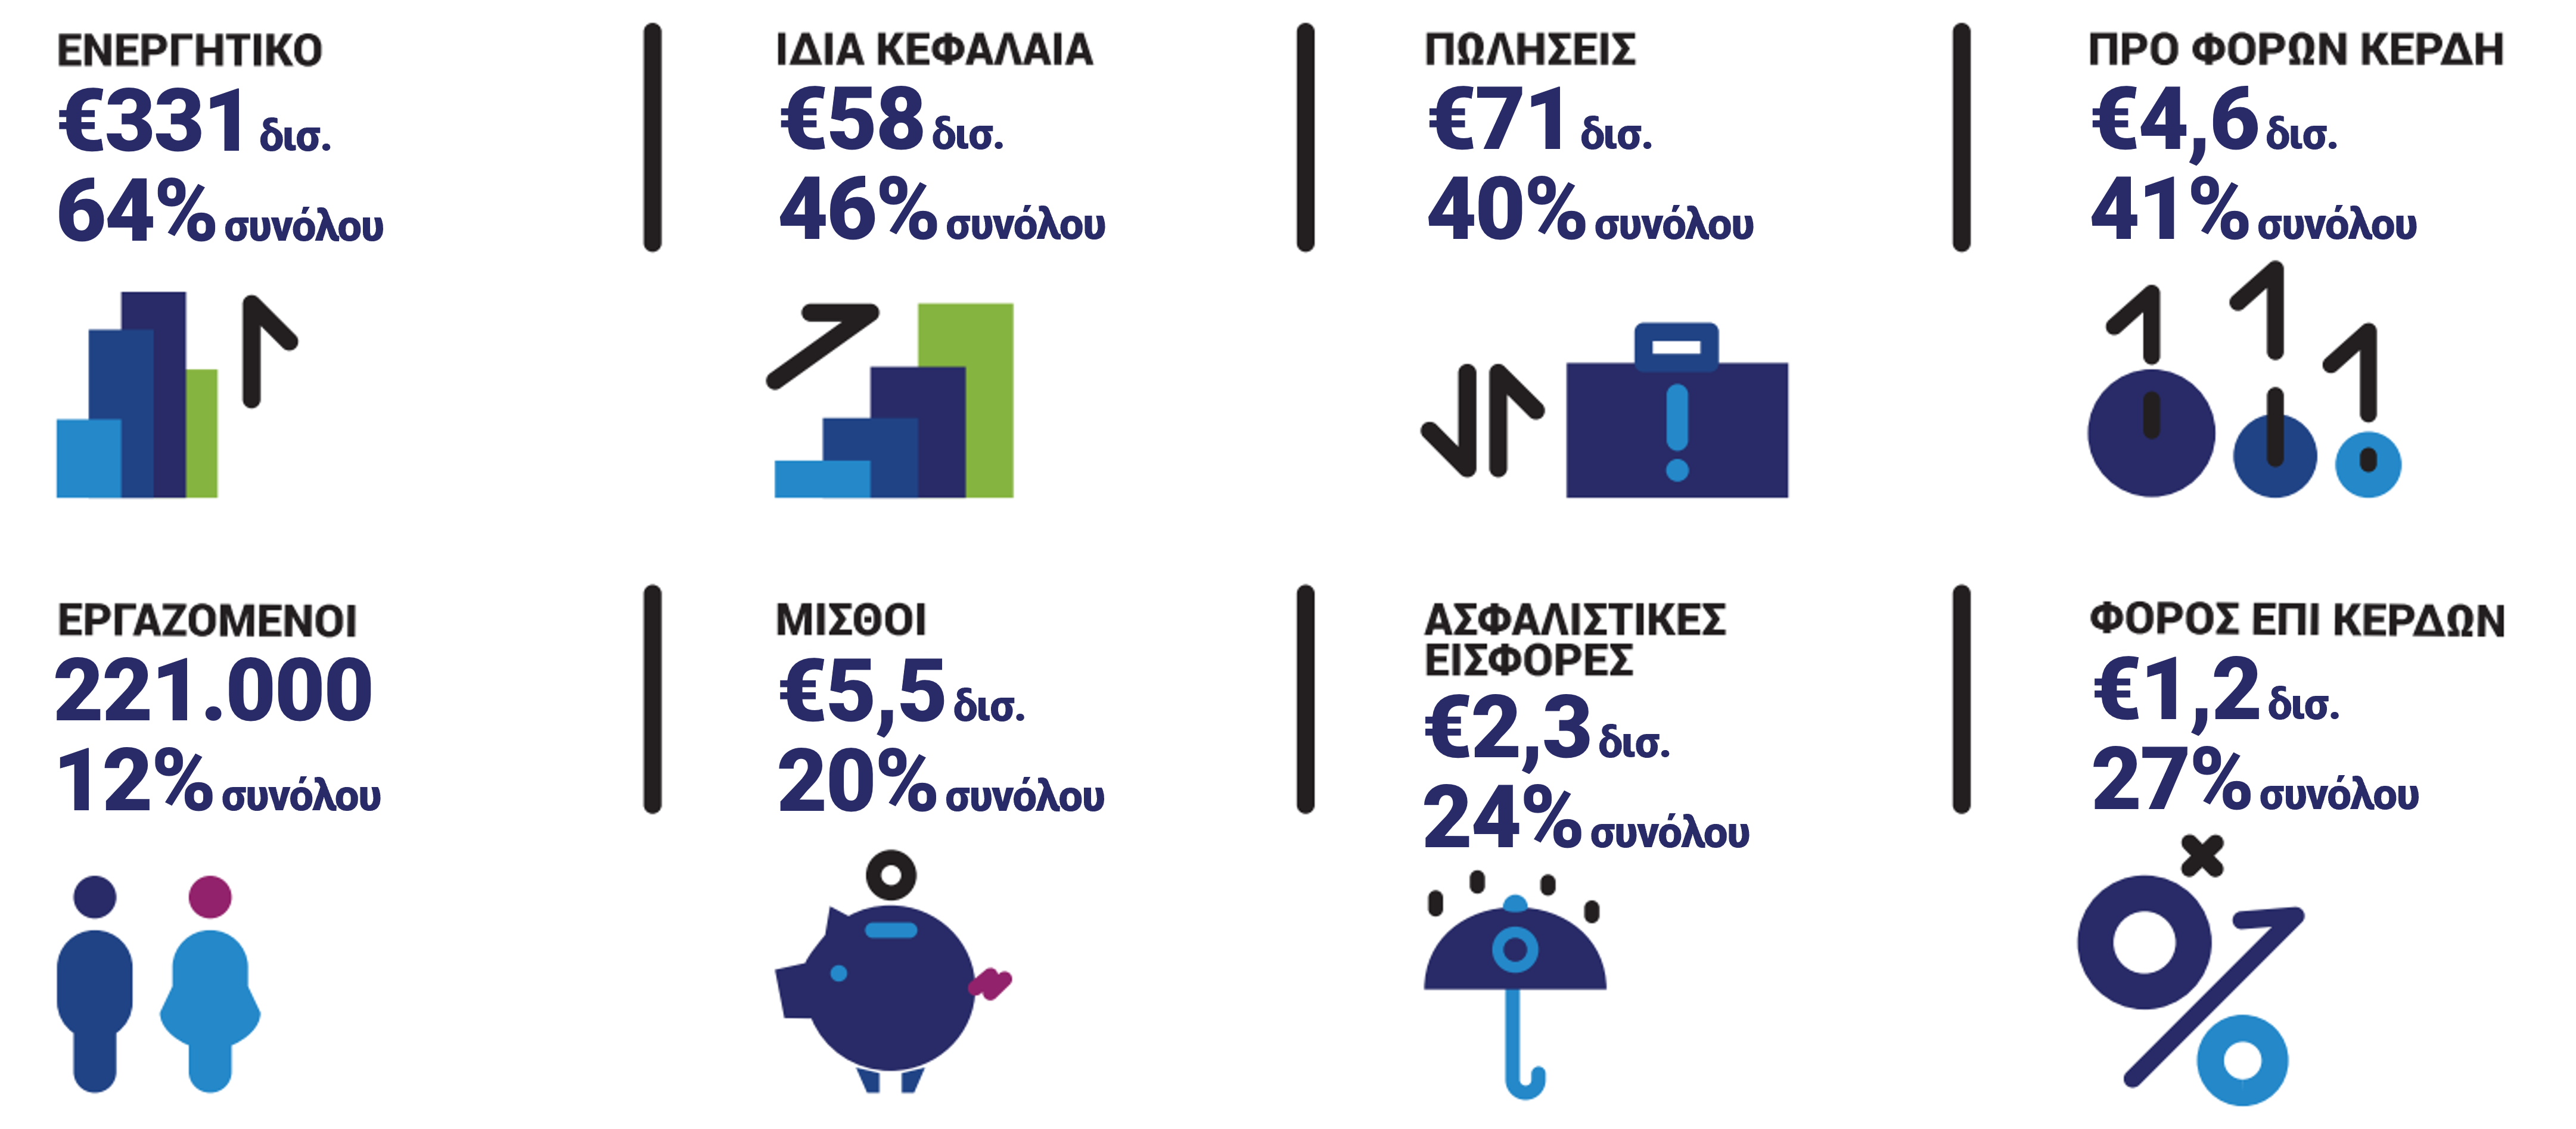 ΕΝΕΡΓΗΤΙΚΟ
€331 δισ.
64% συνόλου
ΙΔΙΑ ΚΕΦΑΛΑΙΑ
€58 δισ.
46% συνόλου
ΠΩΛΗΣΕΙΣ
€71 δισ.
40% συνόλου
ΠΡΟ ΦΟΡΩΝ ΚΕΡΔΗ
€4,6 δισ.
41% συνόλου
ΕΡΓΑΖΟΜΕΝΟΙ
221.000
12% συνόλου
ΜΙΣΘΟΙ
€5,5 δισ.
20% συνόλου
ΑΣΦΑΛΙΣΤΙΚΕΣ
ΕΙΣΦΟΡΕΣ
€2,3 δισ.
24% συνόλου
ΦΟΡΟΣ ΕΠΙ ΚΕΡΔΩΝ
€1,2 δισ.
27% συνόλου